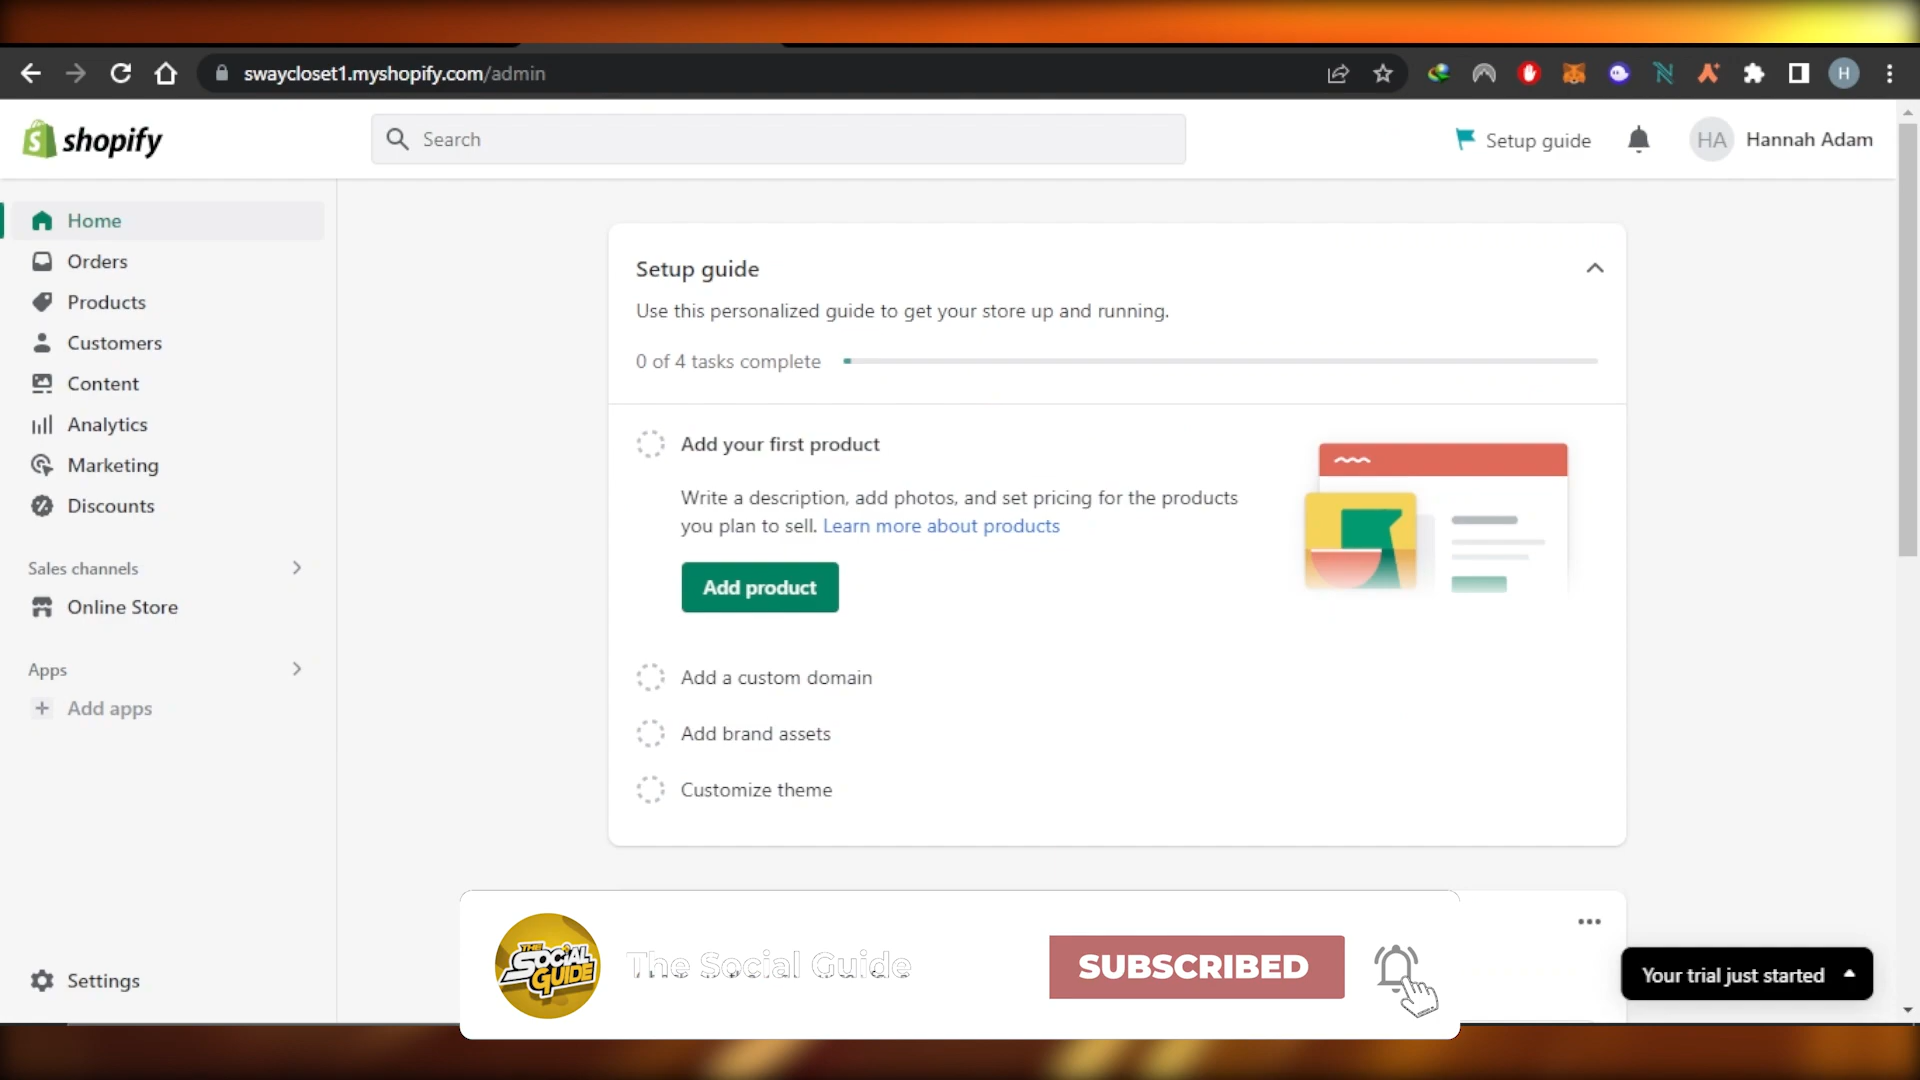 swaycloset1.myshopify.com/admin
H
shopify
Search
Setup guide
HA
Hannah Adam
Home
Orders
Products
Customers
Content
Analytics
Marketing
Discounts
Sales channels
Online Store
Apps
Add apps
Settings
Setup guide
Use this personalized guide to get your store up and running.
0 of 4 tasks complete
Add your first product
Write a description, add photos, and set pricing for the products
you plan to sell. Learn more about products
Add product
Add a custom domain
Add brand assets
Customize theme
THE
SOCIAL
GUIDE
The Social Guide
SUBSCRIBED
Your trial just started